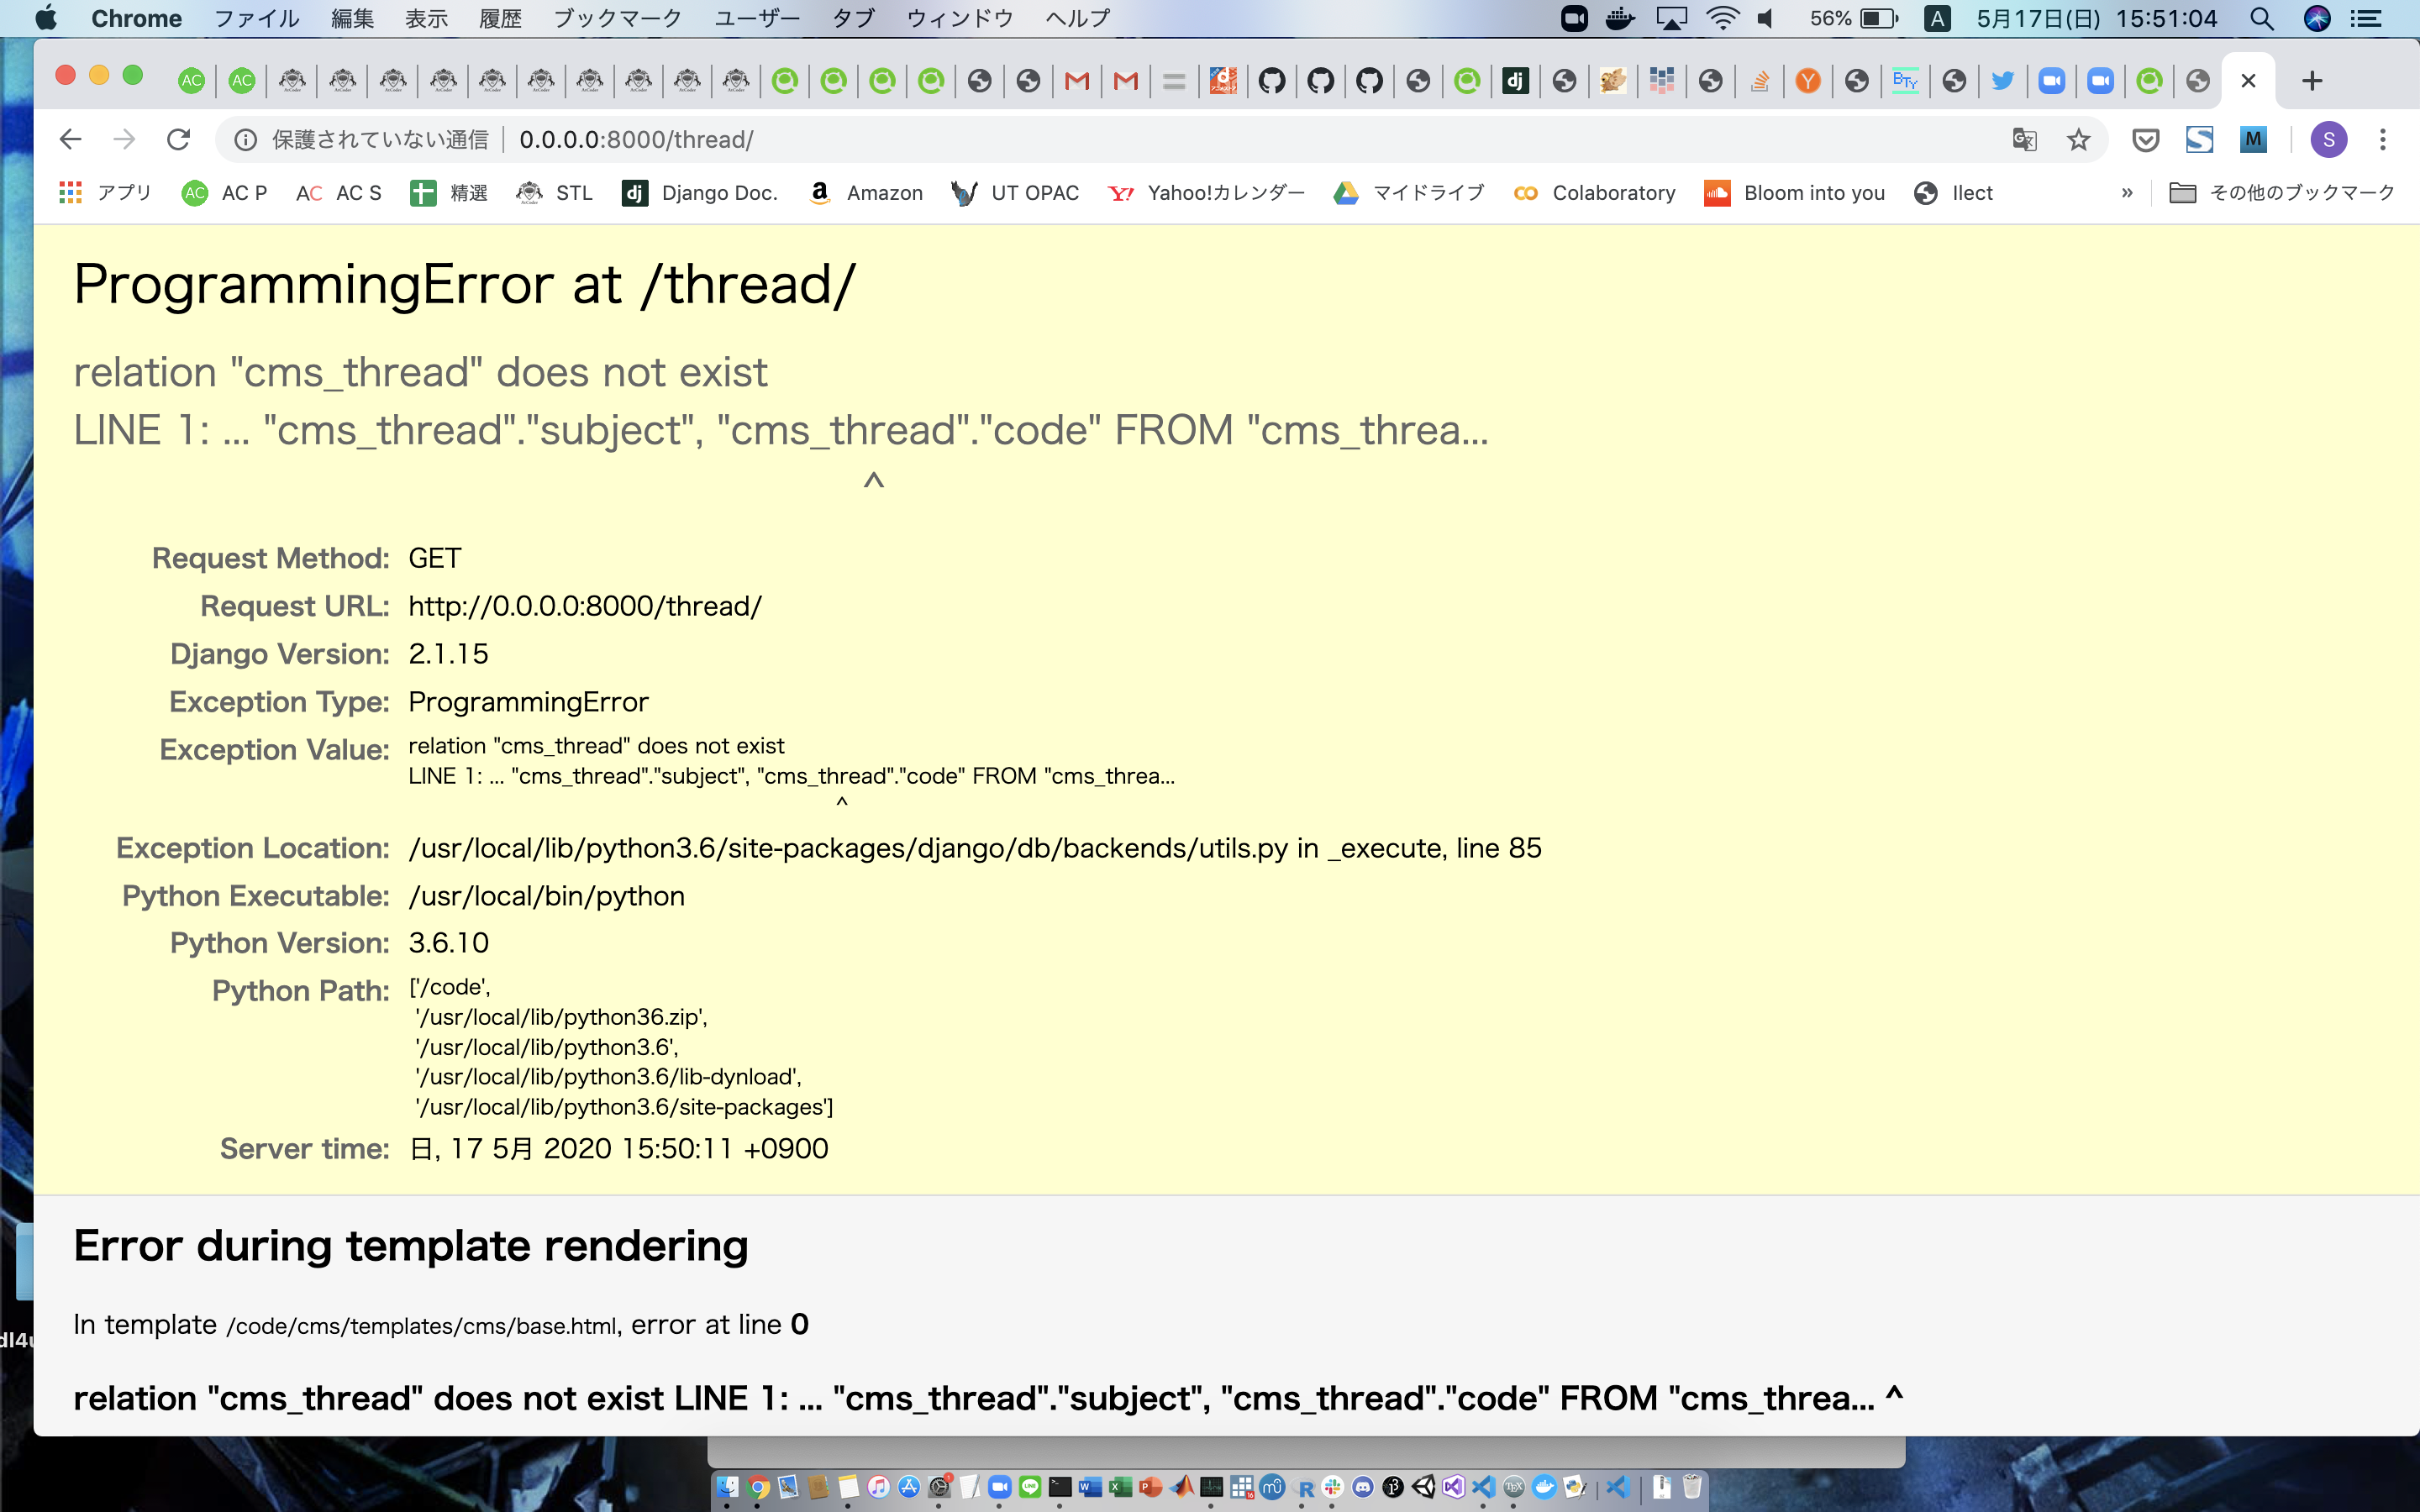 Chrome ファイル 編集 表示 履歴 ブックマーク ユーザー タブ ウィンドウ ヘルプ 56% A 5月17日(日) 15:51:04
保護されていない通信 0.0.0.0:8000/thread/ M S
アプリ AC AC P AC AC S 精選 STL dj Django Doc. Amazon UT OPAC Y! Yahoo!カレンダー マイドライブ Colaboratory Bloom into you Ilect » その他のブックマーク
ProgrammingError at /thread/
relation "cms_thread" does not exist
LINE 1: ... "cms_thread"."subject", "cms_thread"."code" FROM "cms_threa...
^
Request Method: GET
Request URL: http://0.0.0.0:8000/thread/
Django Version: 2.1.15
Exception Type: ProgrammingError
Exception Value: relation "cms_thread" does not exist
LINE 1: ... "cms_thread"."subject", "cms_thread"."code" FROM "cms_threa...
^
Exception Location: /usr/local/lib/python3.6/site-packages/django/db/backends/utils.py in _execute, line 85
Python Executable: /usr/local/bin/python
Python Version: 3.6.10
Python Path: ['/code',
'/usr/local/lib/python36.zip',
'/usr/local/lib/python3.6',
'/usr/local/lib/python3.6/lib-dynload',
'/usr/local/lib/python3.6/site-packages']
Server time: 日, 17 5月 2020 15:50:11 +0900
Error during template rendering
In template /code/cms/templates/cms/base.html, error at line 0
relation "cms_thread" does not exist LINE 1: ... "cms_thread"."subject", "cms_thread"."code" FROM "cms_threa... ^